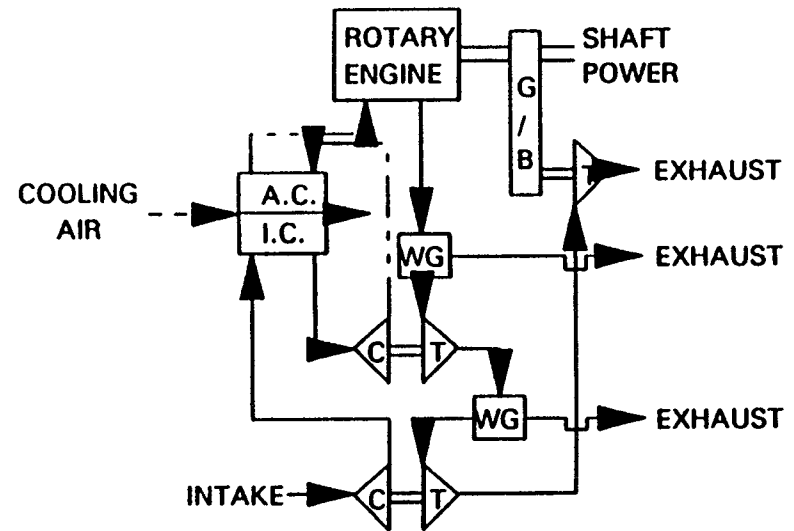 ROTARY
ENGINE
SHAFT
POWER
G
/
B
T
EXHAUST
COOLING
AIR
A.C.
I.C.
WG
EXHAUST
C
T
WG
EXHAUST
INTAKE
C
T